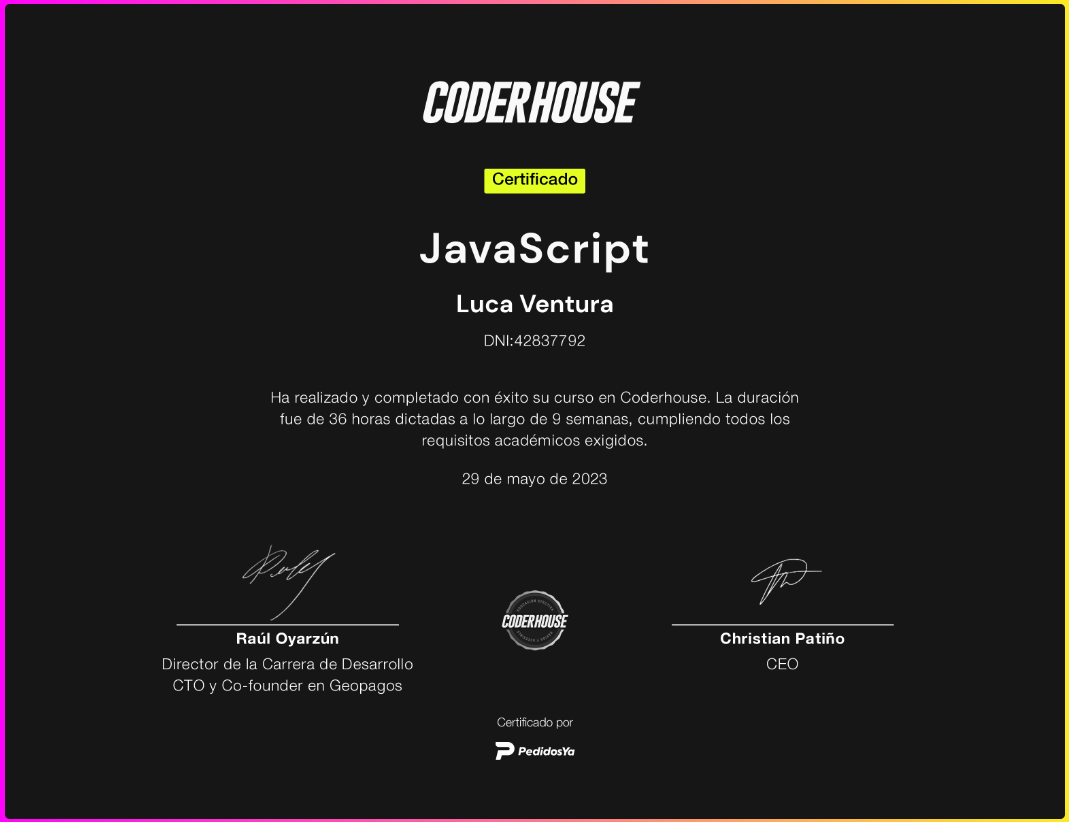 CODERHOUSE
Certificado
JavaScript
Luca Ventura
DNI:42837792
Ha realizado y completado con éxito su curso en Coderhouse. La duración
fue de 36 horas dictadas a lo largo de 9 semanas, cumpliendo todos los
requisitos académicos exigidos.
29 de mayo de 2023
CODERHOUSE
Raúl Oyarzún
Christian Patiño
Director de la Carrera de Desarrollo
CEO
CTO y Co-founder en Geopagos
Certificado por
PedidosYa